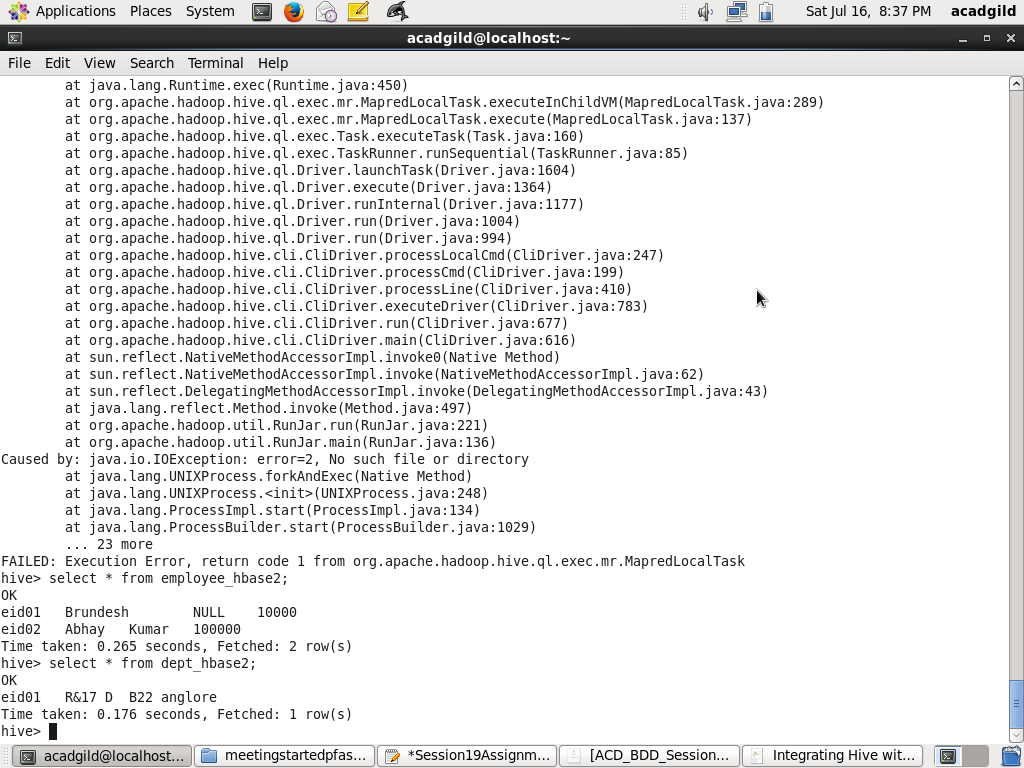 Applications Places System Sat Jul 16, 8:37 PM acadgild
acadgild@localhost:~
File Edit View Search Terminal Help
at java.lang.Runtime.exec(Runtime.java:450)
at org.apache.hadoop.hive.ql.exec.mr.MapredLocalTask.executeInChildVM(MapredLocalTask.java:289)
at org.apache.hadoop.hive.ql.exec.mr.MapredLocalTask.execute(MapredLocalTask.java:137)
at org.apache.hadoop.hive.ql.exec.Task.executeTask(Task.java:160)
at org.apache.hadoop.hive.ql.exec.TaskRunner.runSequential(TaskRunner.java:85)
at org.apache.hadoop.hive.ql.Driver.launchTask(Driver.java:1604)
at org.apache.hadoop.hive.ql.Driver.execute(Driver.java:1364)
at org.apache.hadoop.hive.ql.Driver.runInternal(Driver.java:1177)
at org.apache.hadoop.hive.ql.Driver.run(Driver.java:1004)
at org.apache.hadoop.hive.ql.Driver.run(Driver.java:994)
at org.apache.hadoop.hive.cli.CliDriver.processLocalCmd(CliDriver.java:247)
at org.apache.hadoop.hive.cli.CliDriver.processCmd(CliDriver.java:199)
at org.apache.hadoop.hive.cli.CliDriver.processLine(CliDriver.java:410)
at org.apache.hadoop.hive.cli.CliDriver.executeDriver(CliDriver.java:783)
at org.apache.hadoop.hive.cli.CliDriver.run(CliDriver.java:677)
at org.apache.hadoop.hive.cli.CliDriver.main(CliDriver.java:616)
at sun.reflect.NativeMethodAccessorImpl.invoke0(Native Method)
at sun.reflect.NativeMethodAccessorImpl.invoke(NativeMethodAccessorImpl.java:62)
at sun.reflect.DelegatingMethodAccessorImpl.invoke(DelegatingMethodAccessorImpl.java:43)
at java.lang.reflect.Method.invoke(Method.java:497)
at org.apache.hadoop.util.RunJar.run(RunJar.java:221)
at org.apache.hadoop.util.RunJar.main(RunJar.java:136)
Caused by: java.io.IOException: error=2, No such file or directory
at java.lang.UNIXProcess.forkAndExec(Native Method)
at java.lang.UNIXProcess.<init>(UNIXProcess.java:248)
at java.lang.ProcessImpl.start(ProcessImpl.java:134)
at java.lang.ProcessBuilder.start(ProcessBuilder.java:1029)
... 23 more
FAILED: Execution Error, return code 1 from org.apache.hadoop.hive.ql.exec.mr.MapredLocalTask
hive> select * from employee_hbase2;
OK
eid01 Brundesh NULL 10000
eid02 Abhay Kumar 100000
Time taken: 0.265 seconds, Fetched: 2 row(s)
hive> select * from dept_hbase2;
OK
eid01 R&17 D B22 anglore
Time taken: 0.176 seconds, Fetched: 1 row(s)
hive>
acadgild@localhost:... meetingstartedpfas... *Session19Assignm... [ACD_BDD_Session... Integrating Hive wit...